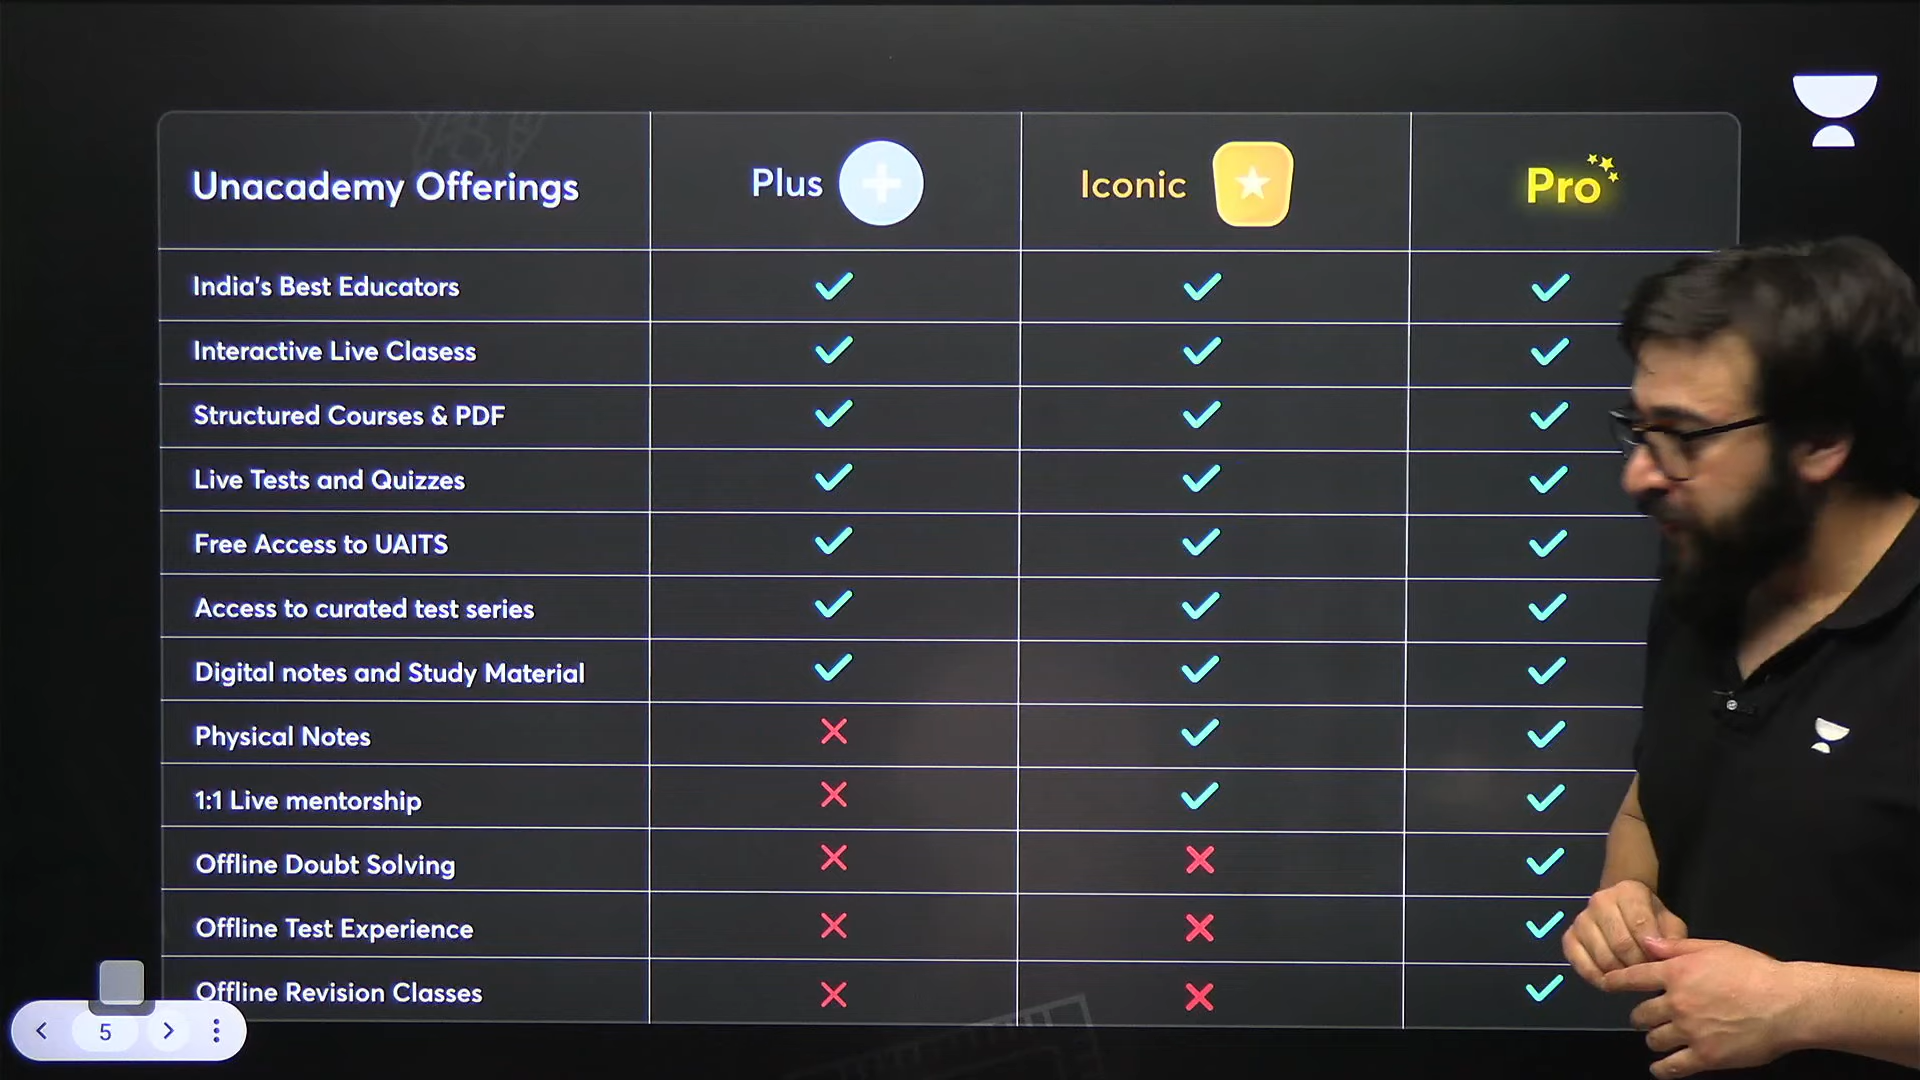 Unacademy Offerings Plus Iconic Pro
India's Best Educators
Interactive Live Clasess
Structured Courses & PDF
Live Tests and Quizzes
Free Access to UAITS
Access to curated test series
Digital notes and Study Material
Physical Notes
1:1 Live mentorship
Offline Doubt Solving
Offline Test Experience
Offline Revision Classes
5